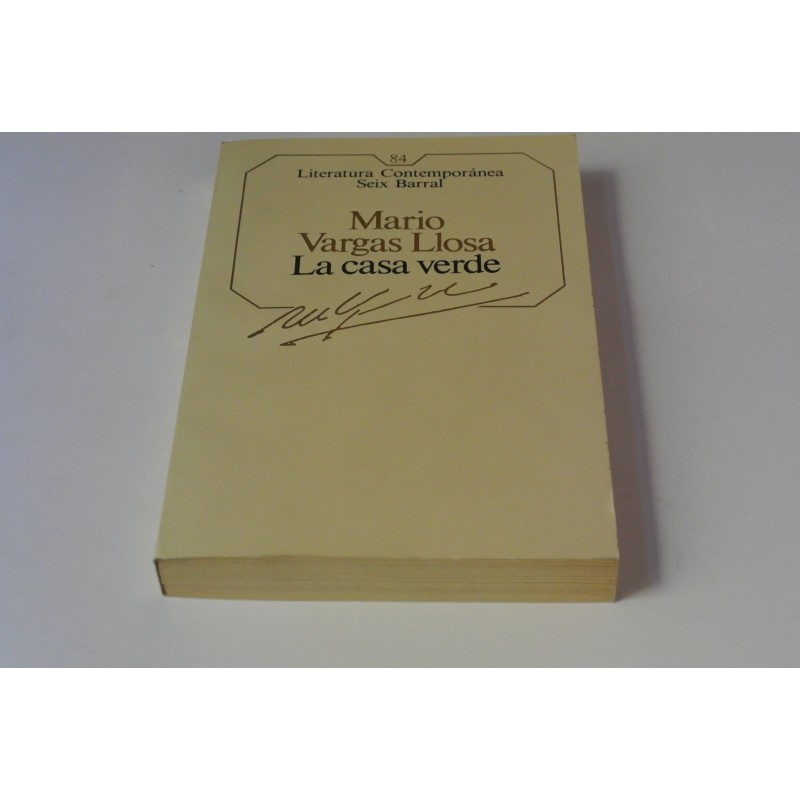 84
Literatura Contemporánea
Seix Barral
Mario
Vargas Llosa
La casa verde